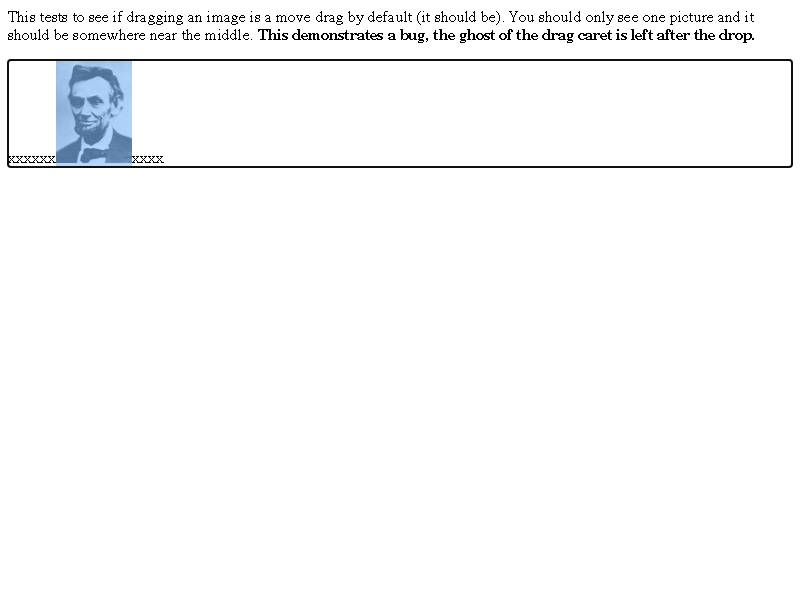 This tests to see if dragging an image is a move drag by default (it should be). You should only see one picture and it
should be somewhere near the middle. This demonstrates a bug, the ghost of the drag caret is left after the drop.
xxxxxx xxxx